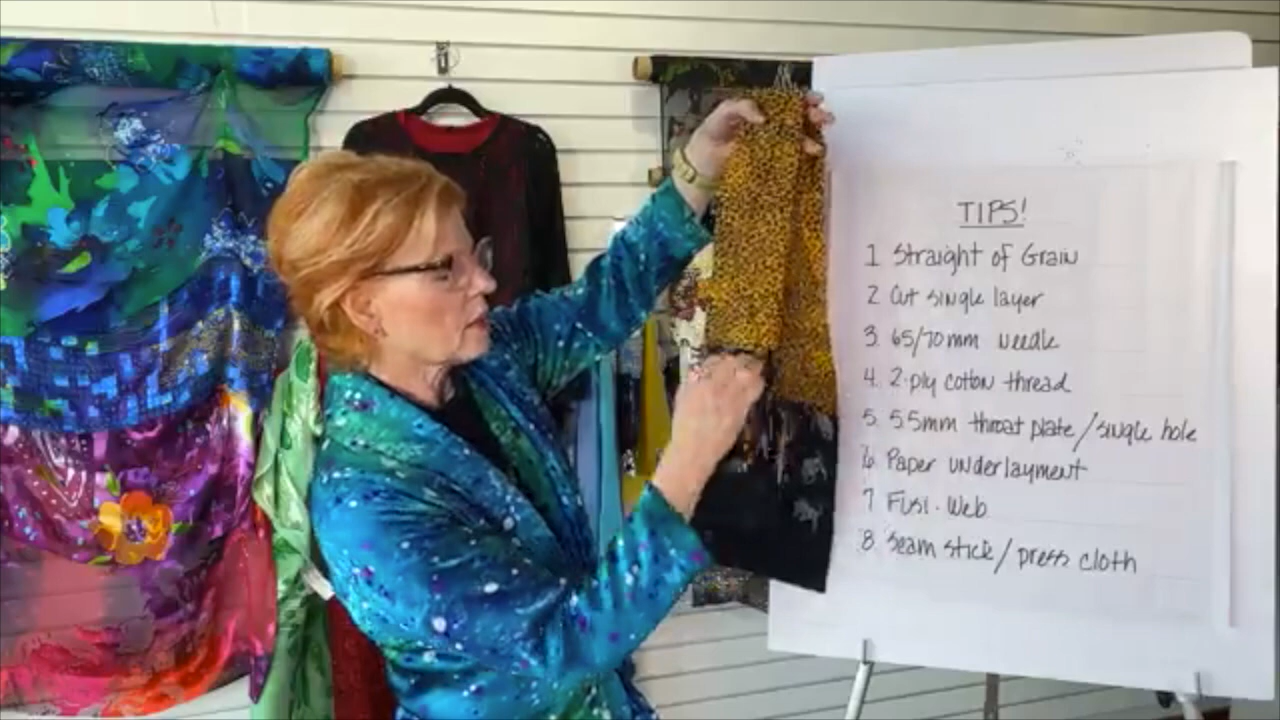 TIPS!
1 Straight of Grain
2 Cut single layer
3. 65/70mm needle
4. 2-ply cotton thread
5. 5.5mm throat plate/single hole
6 Paper underlayment
7 Fusi-Web
8 Seam stick/press cloth